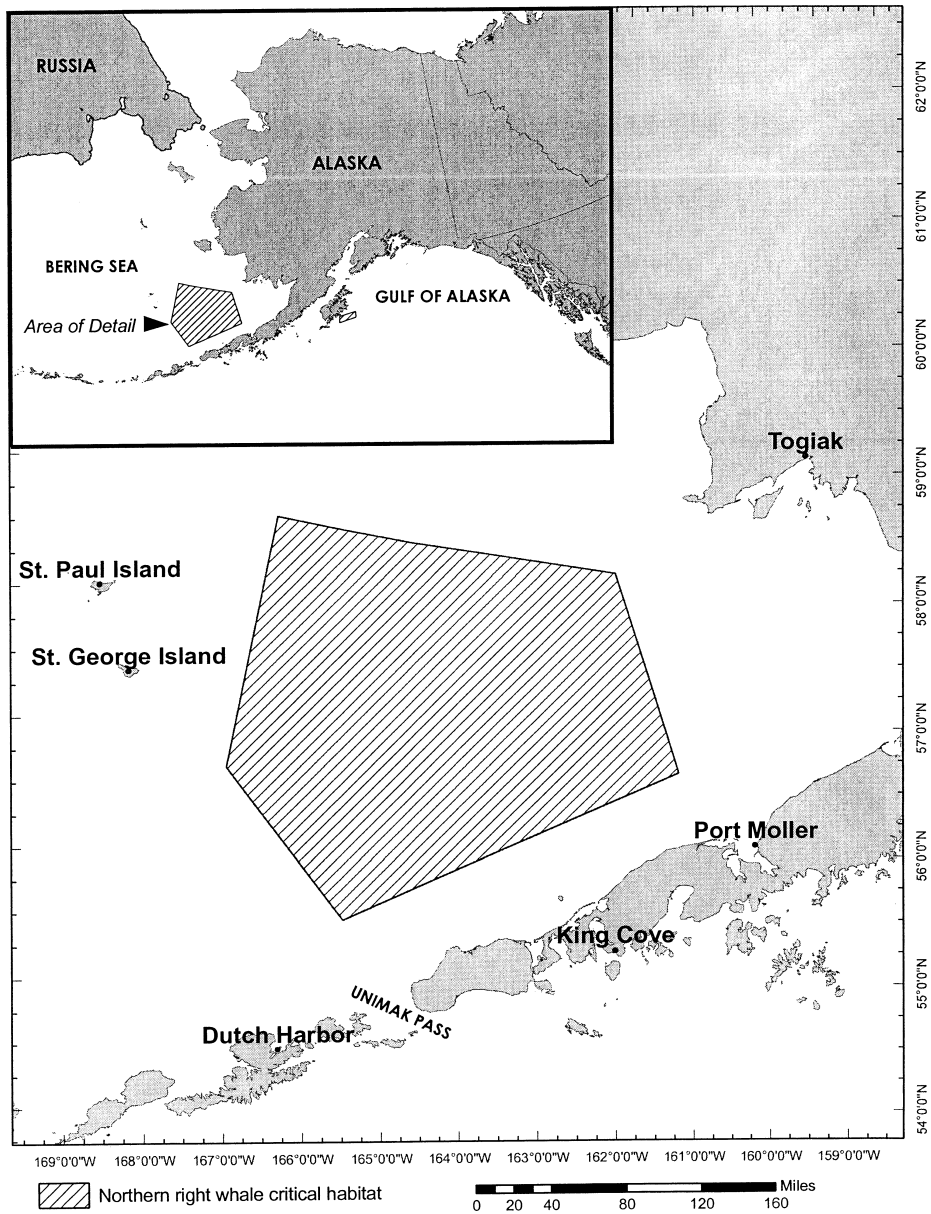 RUSSIA
ALASKA
BERING SEA
GULF OF ALASKA
Area of Detail
62°0'0"N
61°0'0"N
60°0'0"N
59°0'0"N
58°0'0"N
57°0'0"N
56°0'0"N
55°0'0"N
54°0'0"N
Togiak
St. Paul Island
St. George Island
Port Moller
King Cove
UNIMAK PASS
Dutch Harbor
169°0'0"W 168°0'0"W 167°0'0"W 166°0'0"W 165°0'0"W 164°0'0"W 163°0'0"W 162°0'0"W 161°0'0"W 160°0'0"W 159°0'0"W
Northern right whale critical habitat
Miles
0 20 40 80 120 160